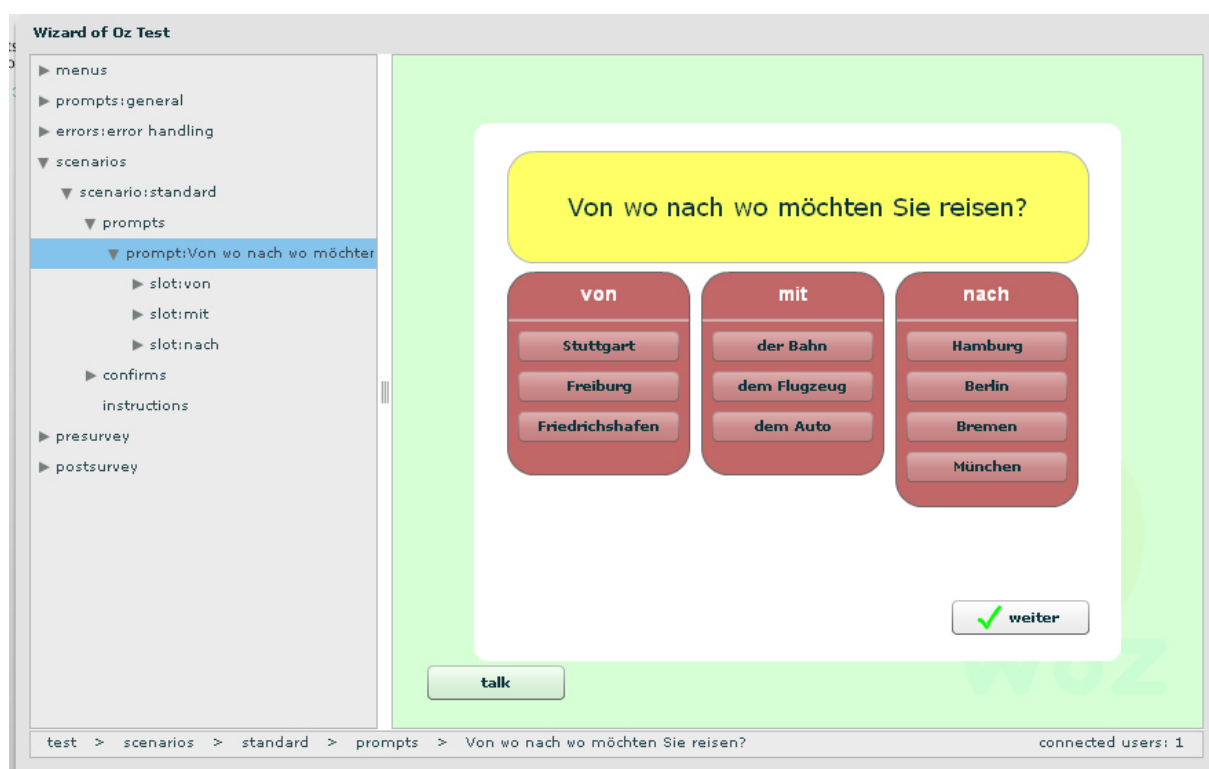 Wizard of Oz Test
menus
prompts:general
errors:error handling
scenarios
scenario:standard
prompts
prompt:Von wo nach wo möchter
slot:von
slot:mit
slot:nach
confirms
instructions
presurvey
postsurvey
Von wo nach wo möchten Sie reisen?
von
Stuttgart
Freiburg
Friedrichshafen
mit
der Bahn
dem Flugzeug
dem Auto
nach
Hamburg
Berlin
Bremen
München
weiter
WOZ
talk
test > scenarios > standard > prompts > Von wo nach wo möchten Sie reisen?
connected users: 1